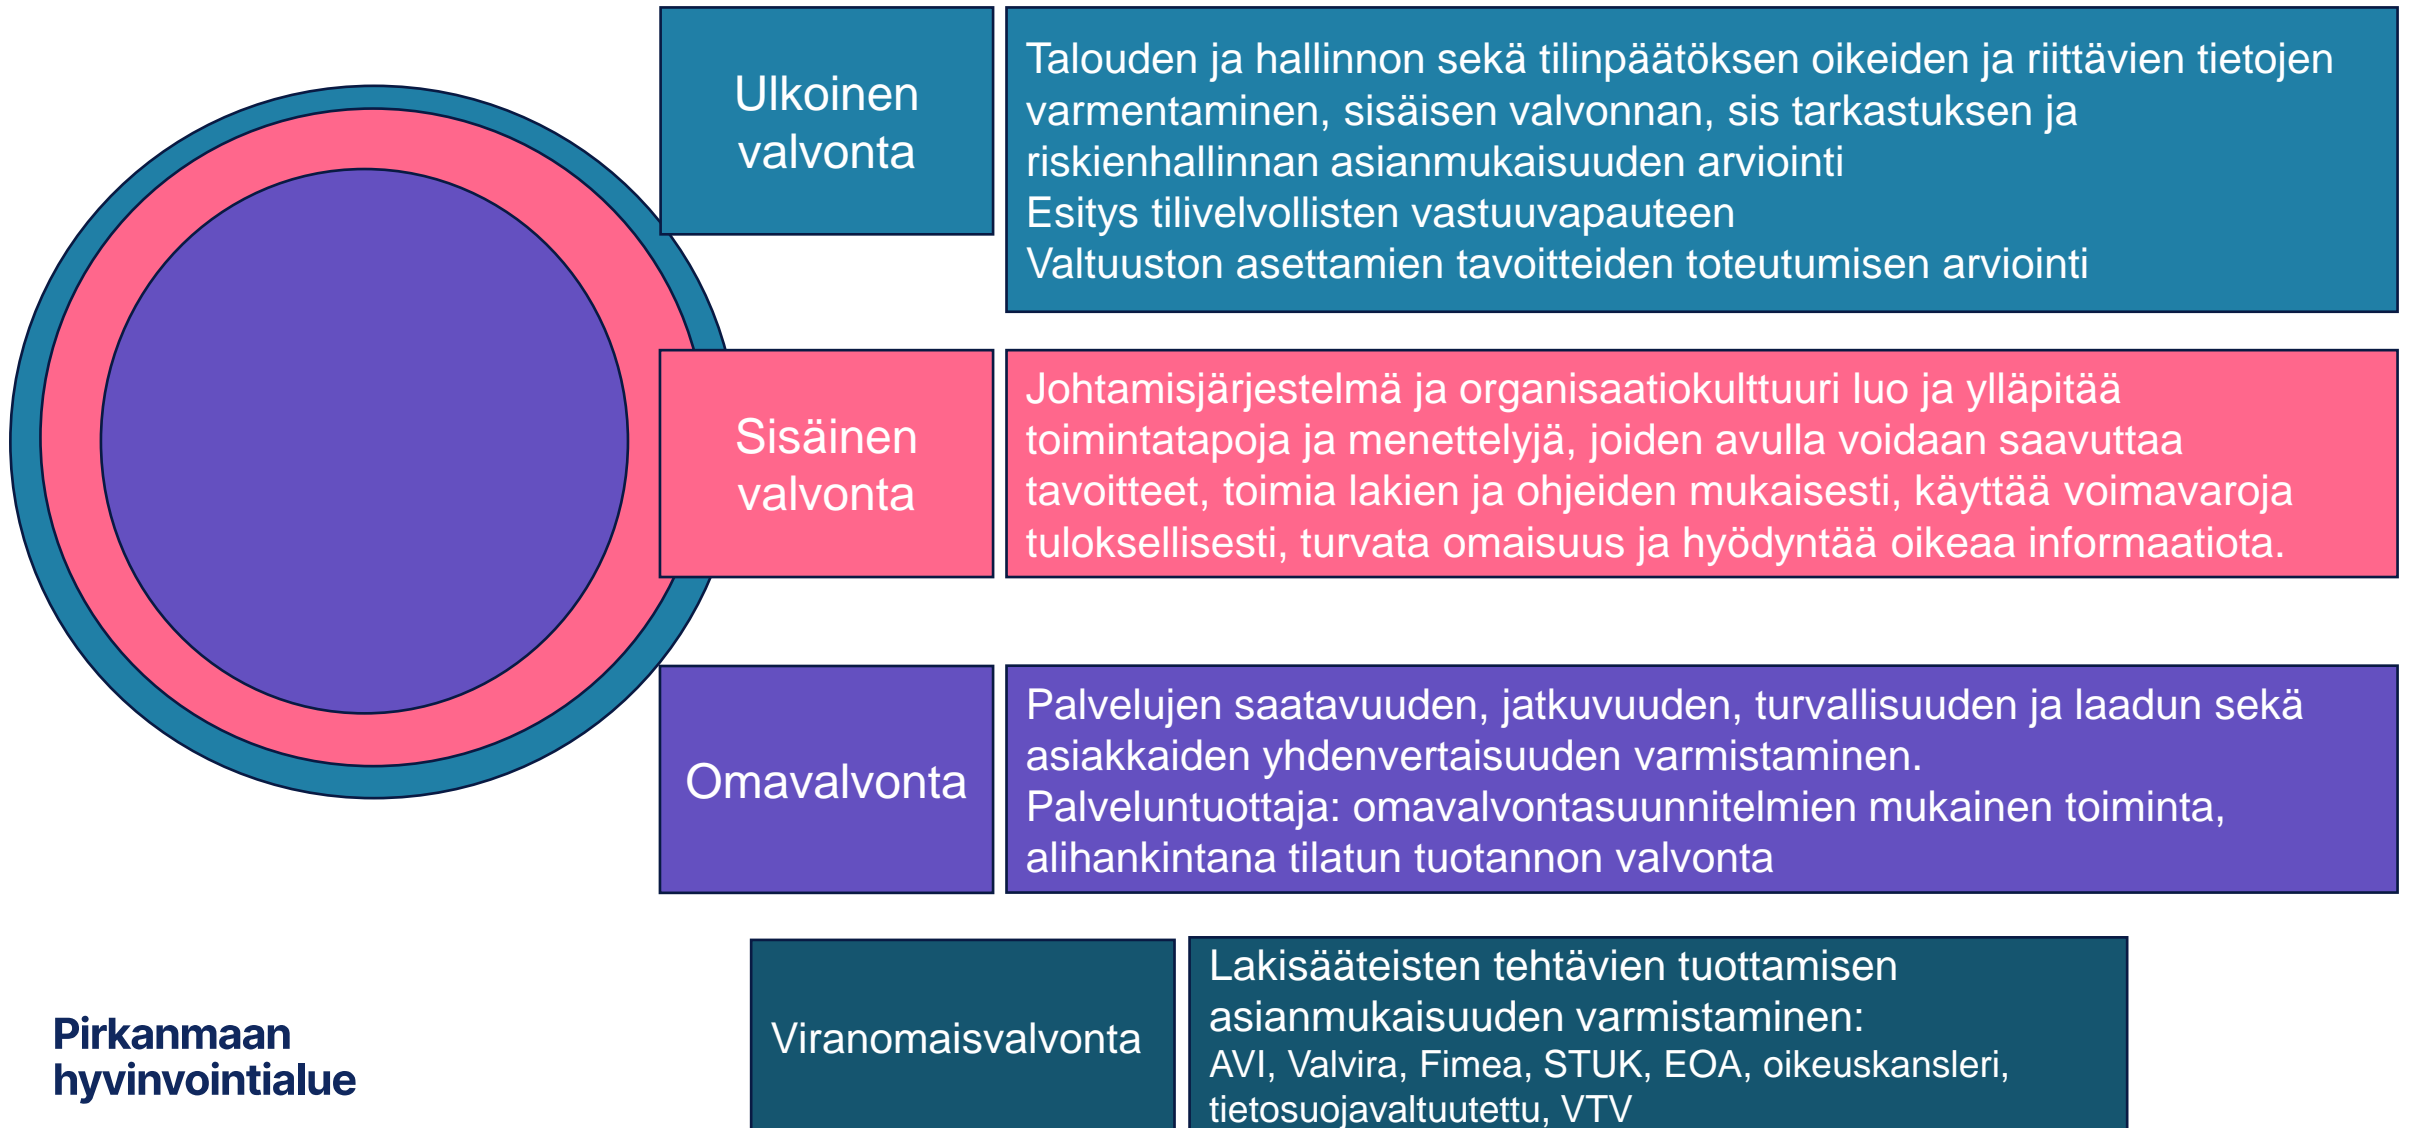 Ulkoinen
valvonta
Talouden ja hallinnon sekä tilinpäätöksen oikeiden ja riittävien tietojen
varmentaminen, sisäisen valvonnan, sis tarkastuksen ja
riskienhallinnan asianmukaisuuden arviointi
Esitys tilivelvollisten vastuuvapauteen
Valtuuston asettamien tavoitteiden toteutumisen arviointi
Sisäinen
valvonta
Johtamisjärjestelmä ja organisaatiokulttuuri luo ja ylläpitää
toimintatapoja ja menettelyjä, joiden avulla voidaan saavuttaa
tavoitteet, toimia lakien ja ohjeiden mukaisesti, käyttää voimavaroja
tuloksellisesti, turvata omaisuus ja hyödyntää oikeaa informaatiota.
Omavalvonta
Palvelujen saatavuuden, jatkuvuuden, turvallisuuden ja laadun sekä
asiakkaiden yhdenvertaisuuden varmistaminen.
Palveluntuottaja: omavalvontasuunnitelmien mukainen toiminta,
alihankintana tilatun tuotannon valvonta
Viranomaisvalvonta
Lakisääteisten tehtävien tuottamisen
asianmukaisuuden varmistaminen:
AVI, Valvira, Fimea, STUK, EOA, oikeuskansleri,
tietosuojavaltuutettu, VTV
Pirkanmaan
hyvinvointialue